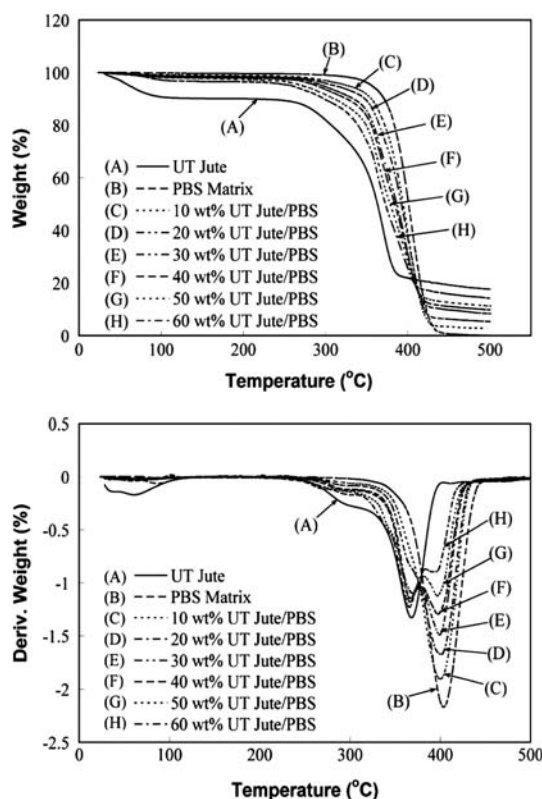 120
100
80
60
40
20
0
Weight (%)
(A) UT Jute
(B) PBS Matrix
(C) 10 wt% UT Jute/PBS
(D) 20 wt% UT Jute/PBS
(E) 30 wt% UT Jute/PBS
(F) 40 wt% UT Jute/PBS
(G) 50 wt% UT Jute/PBS
(H) 60 wt% UT Jute/PBS
(A)
(B)
(C)
(D)
(E)
(F)
(G)
(H)
0 100 200 300 400 500
Temperature (°C)
0.5
0
-0.5
-1
-1.5
-2
-2.5
Deriv. Weight (%)
(A) UT Jute
(B) PBS Matrix
(C) 10 wt% UT Jute/PBS
(D) 20 wt% UT Jute/PBS
(E) 30 wt% UT Jute/PBS
(F) 40 wt% UT Jute/PBS
(G) 50 wt% UT Jute/PBS
(H) 60 wt% UT Jute/PBS
(A)
(H)
(G)
(F)
(E)
(D)
(B)
(C)
0 100 200 300 400 500
Temperature (°C)